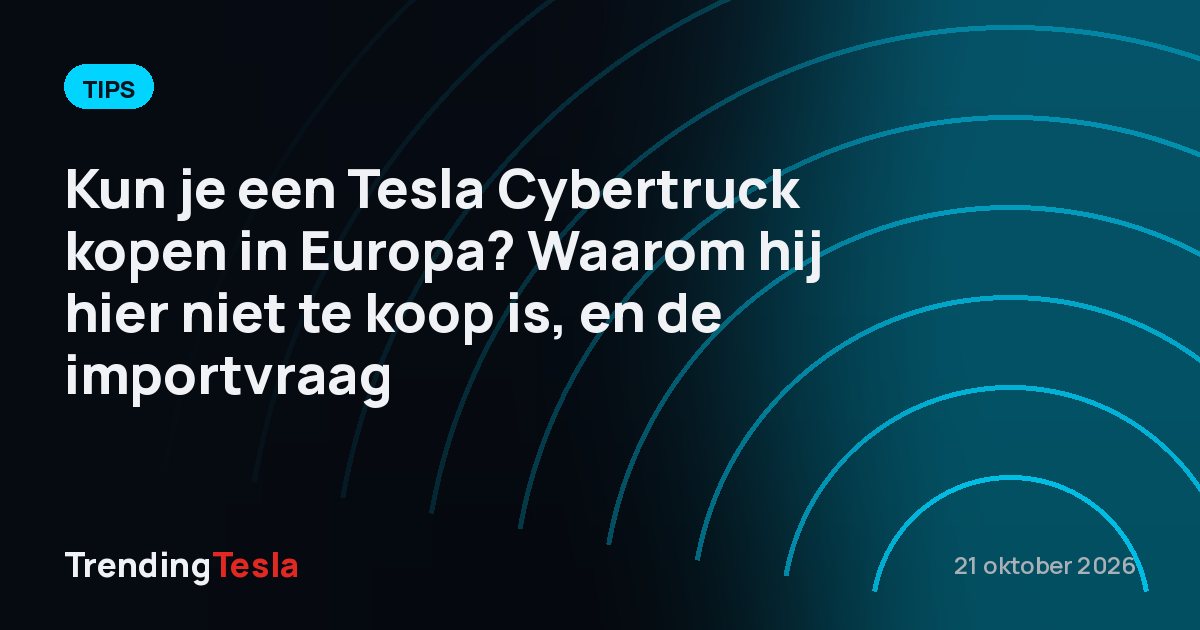 TIPS
Kun je een Tesla Cybertruck
kopen in Europa? Waarom hij
hier niet te koop is, en de
importvraag
TrendingTesla
21 oktober 2026